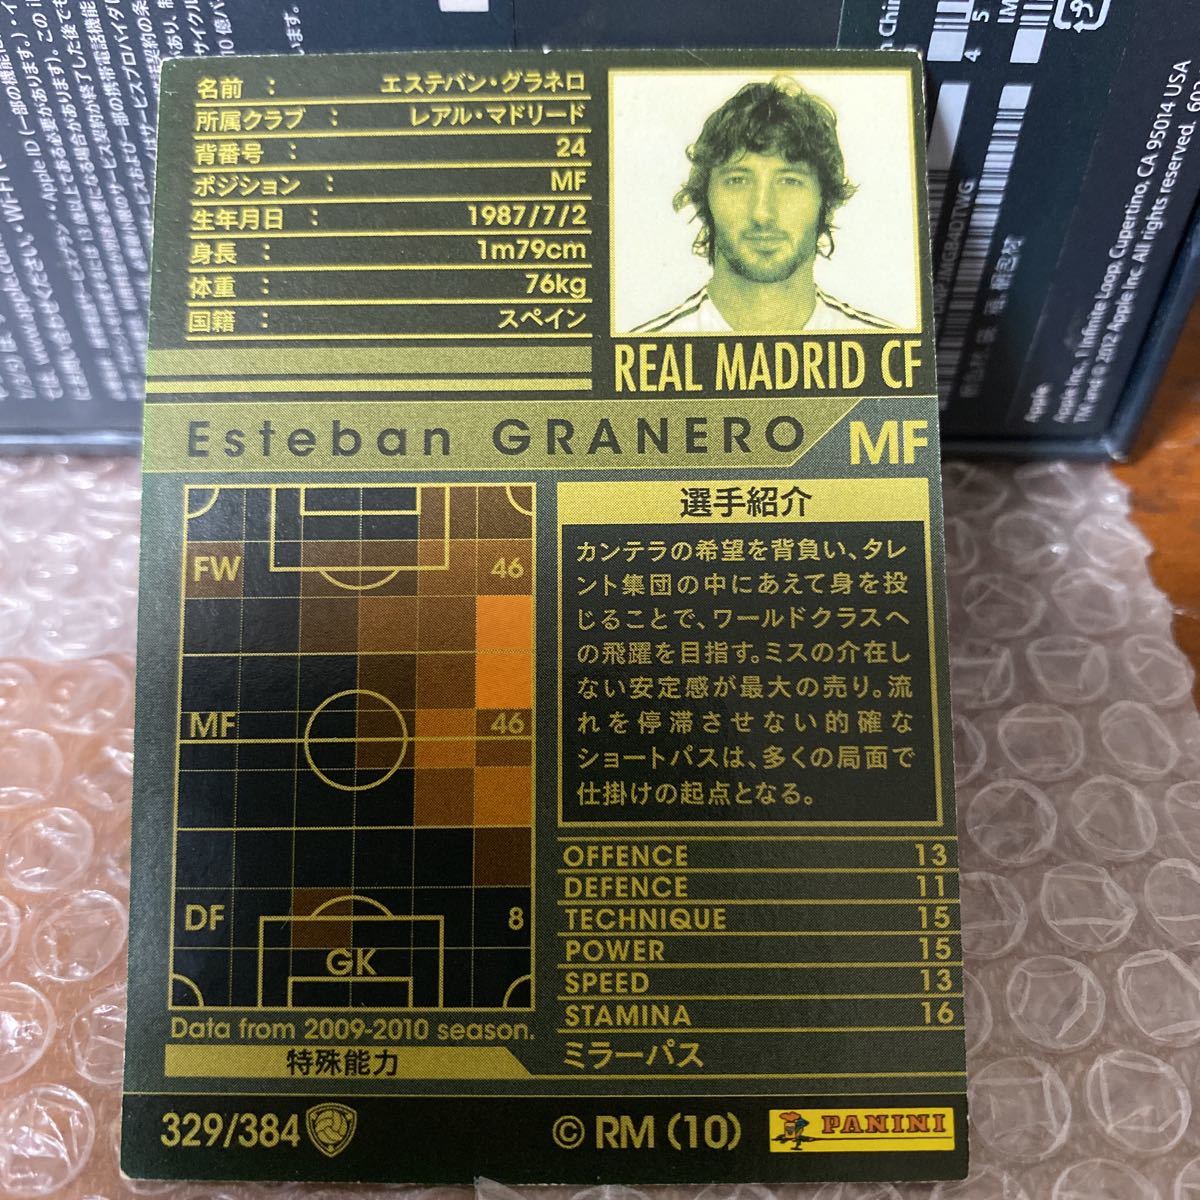 名前 : エステバン・グラネロ
所属クラブ : レアル・マドリード
背番号 : 24
ポジション : MF
生年月日 : 1987/7/2
身長 : 1m79cm
体重 : 76kg
国籍 : スペイン
REAL MADRID CF
Esteban GRANERO
MF
FW 46
MF 46
DF 8
GK
Data from 2009-2010 season.
選手紹介
カンテラの希望を背負い、タレ
ント集団の中にあえて身を投
じることで、ワールドクラスへ
の飛躍を目指す。ミスの介在し
ない安定感が最大の売り。流
れを停滞させない的確な
ショートパスは、多くの局面で
仕掛けの起点となる。
OFFENCE 13
DEFENCE 11
TECHNIQUE 15
POWER 15
SPEED 13
STAMINA 16
特殊能力
ミラーパス
329/384
© RM (10)
PANINI
Apple
Apple Inc. 1 Infinite Loop, Cupertino, CA 95014 USA
TM and © 2012 Apple Inc. All rights reserved.